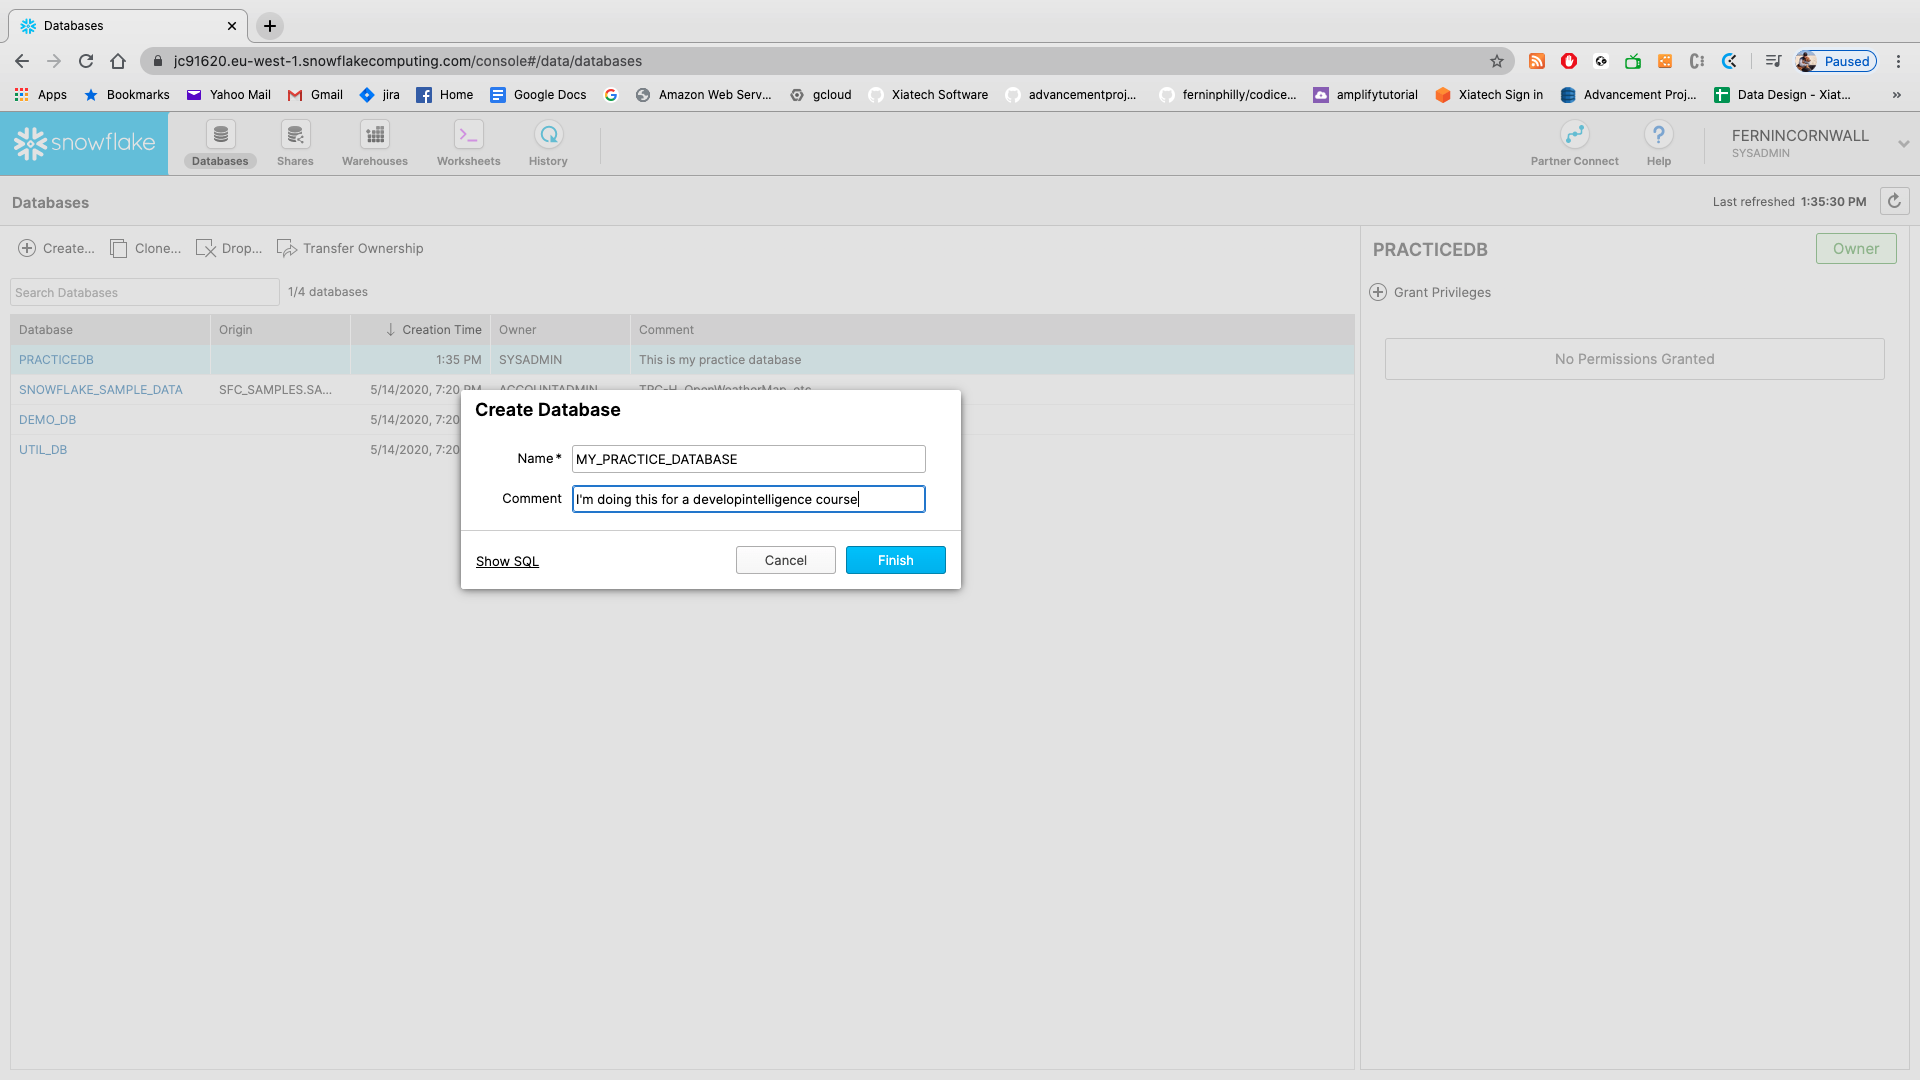 Databases
jc91620.eu-west-1.snowflakecomputing.com/console#/data/databases
Paused
Apps Bookmarks Yahoo Mail Gmail jira Home Google Docs Amazon Web Serv... gcloud Xiatech Software advancementproj... ferninphilly/codice... amplifytutorial Xiatech Sign in Advancement Proj... Data Design - Xiat... »
snowflake
Databases Shares Warehouses Worksheets History
Partner Connect Help
FERNINCORNWALL
SYSADMIN
Databases
Last refreshed 1:35:30 PM
Create... Clone... Drop... Transfer Ownership
PRACTICEDB
Owner
Search Databases 1/4 databases
Grant Privileges
Database Origin Creation Time Owner Comment
PRACTICEDB 1:35 PM SYSADMIN This is my practice database
No Permissions Granted
SNOWFLAKE_SAMPLE_DATA SFC_SAMPLES.SA... 5/14/2020, 7:20 PM ACCOUNTADMIN TPC-H, OpenWeatherMap, etc
DEMO_DB 5/14/2020, 7:20
UTIL_DB 5/14/2020, 7:20
Create Database
Name* MY_PRACTICE_DATABASE
Comment I'm doing this for a developintelligence course
Show SQL
Cancel
Finish